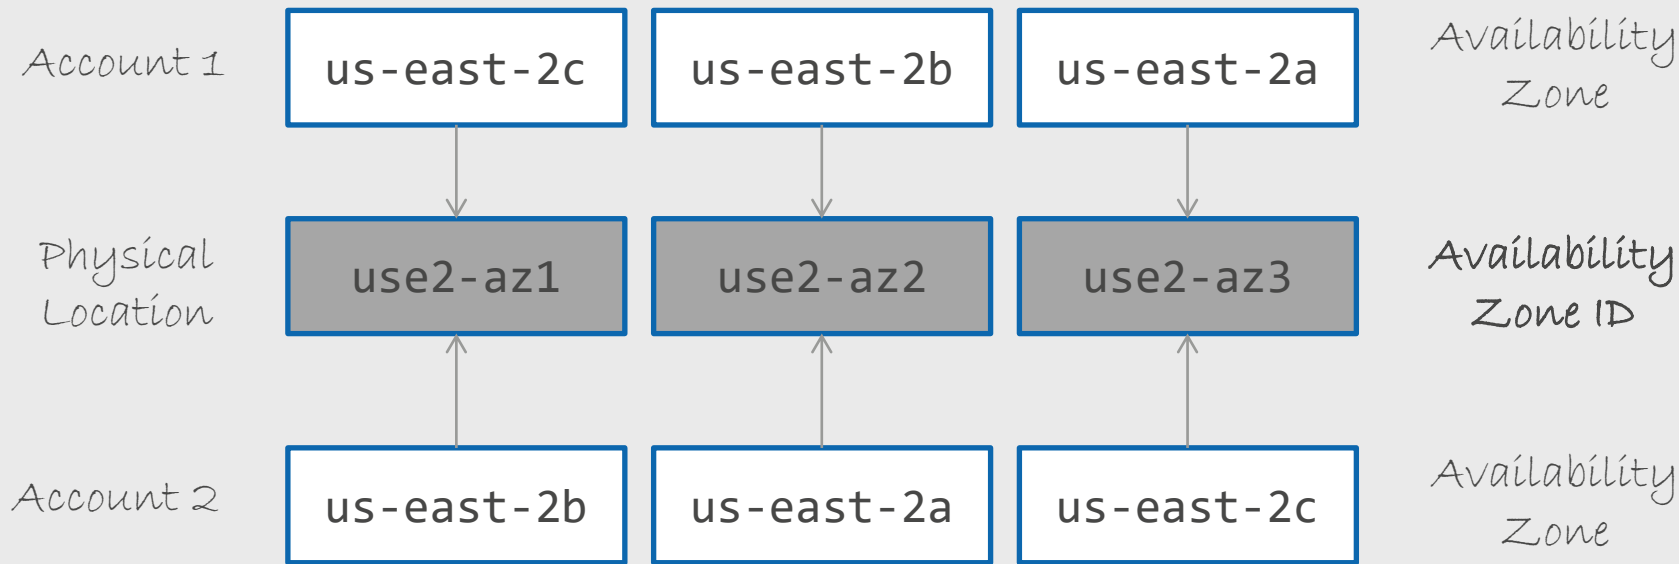 Account 1
us-east-2c
us-east-2b
us-east-2a
Availability
Zone
Physical
Location
use2-az1
use2-az2
use2-az3
Availability
Zone ID
Account 2
us-east-2b
us-east-2a
us-east-2c
Availability
Zone